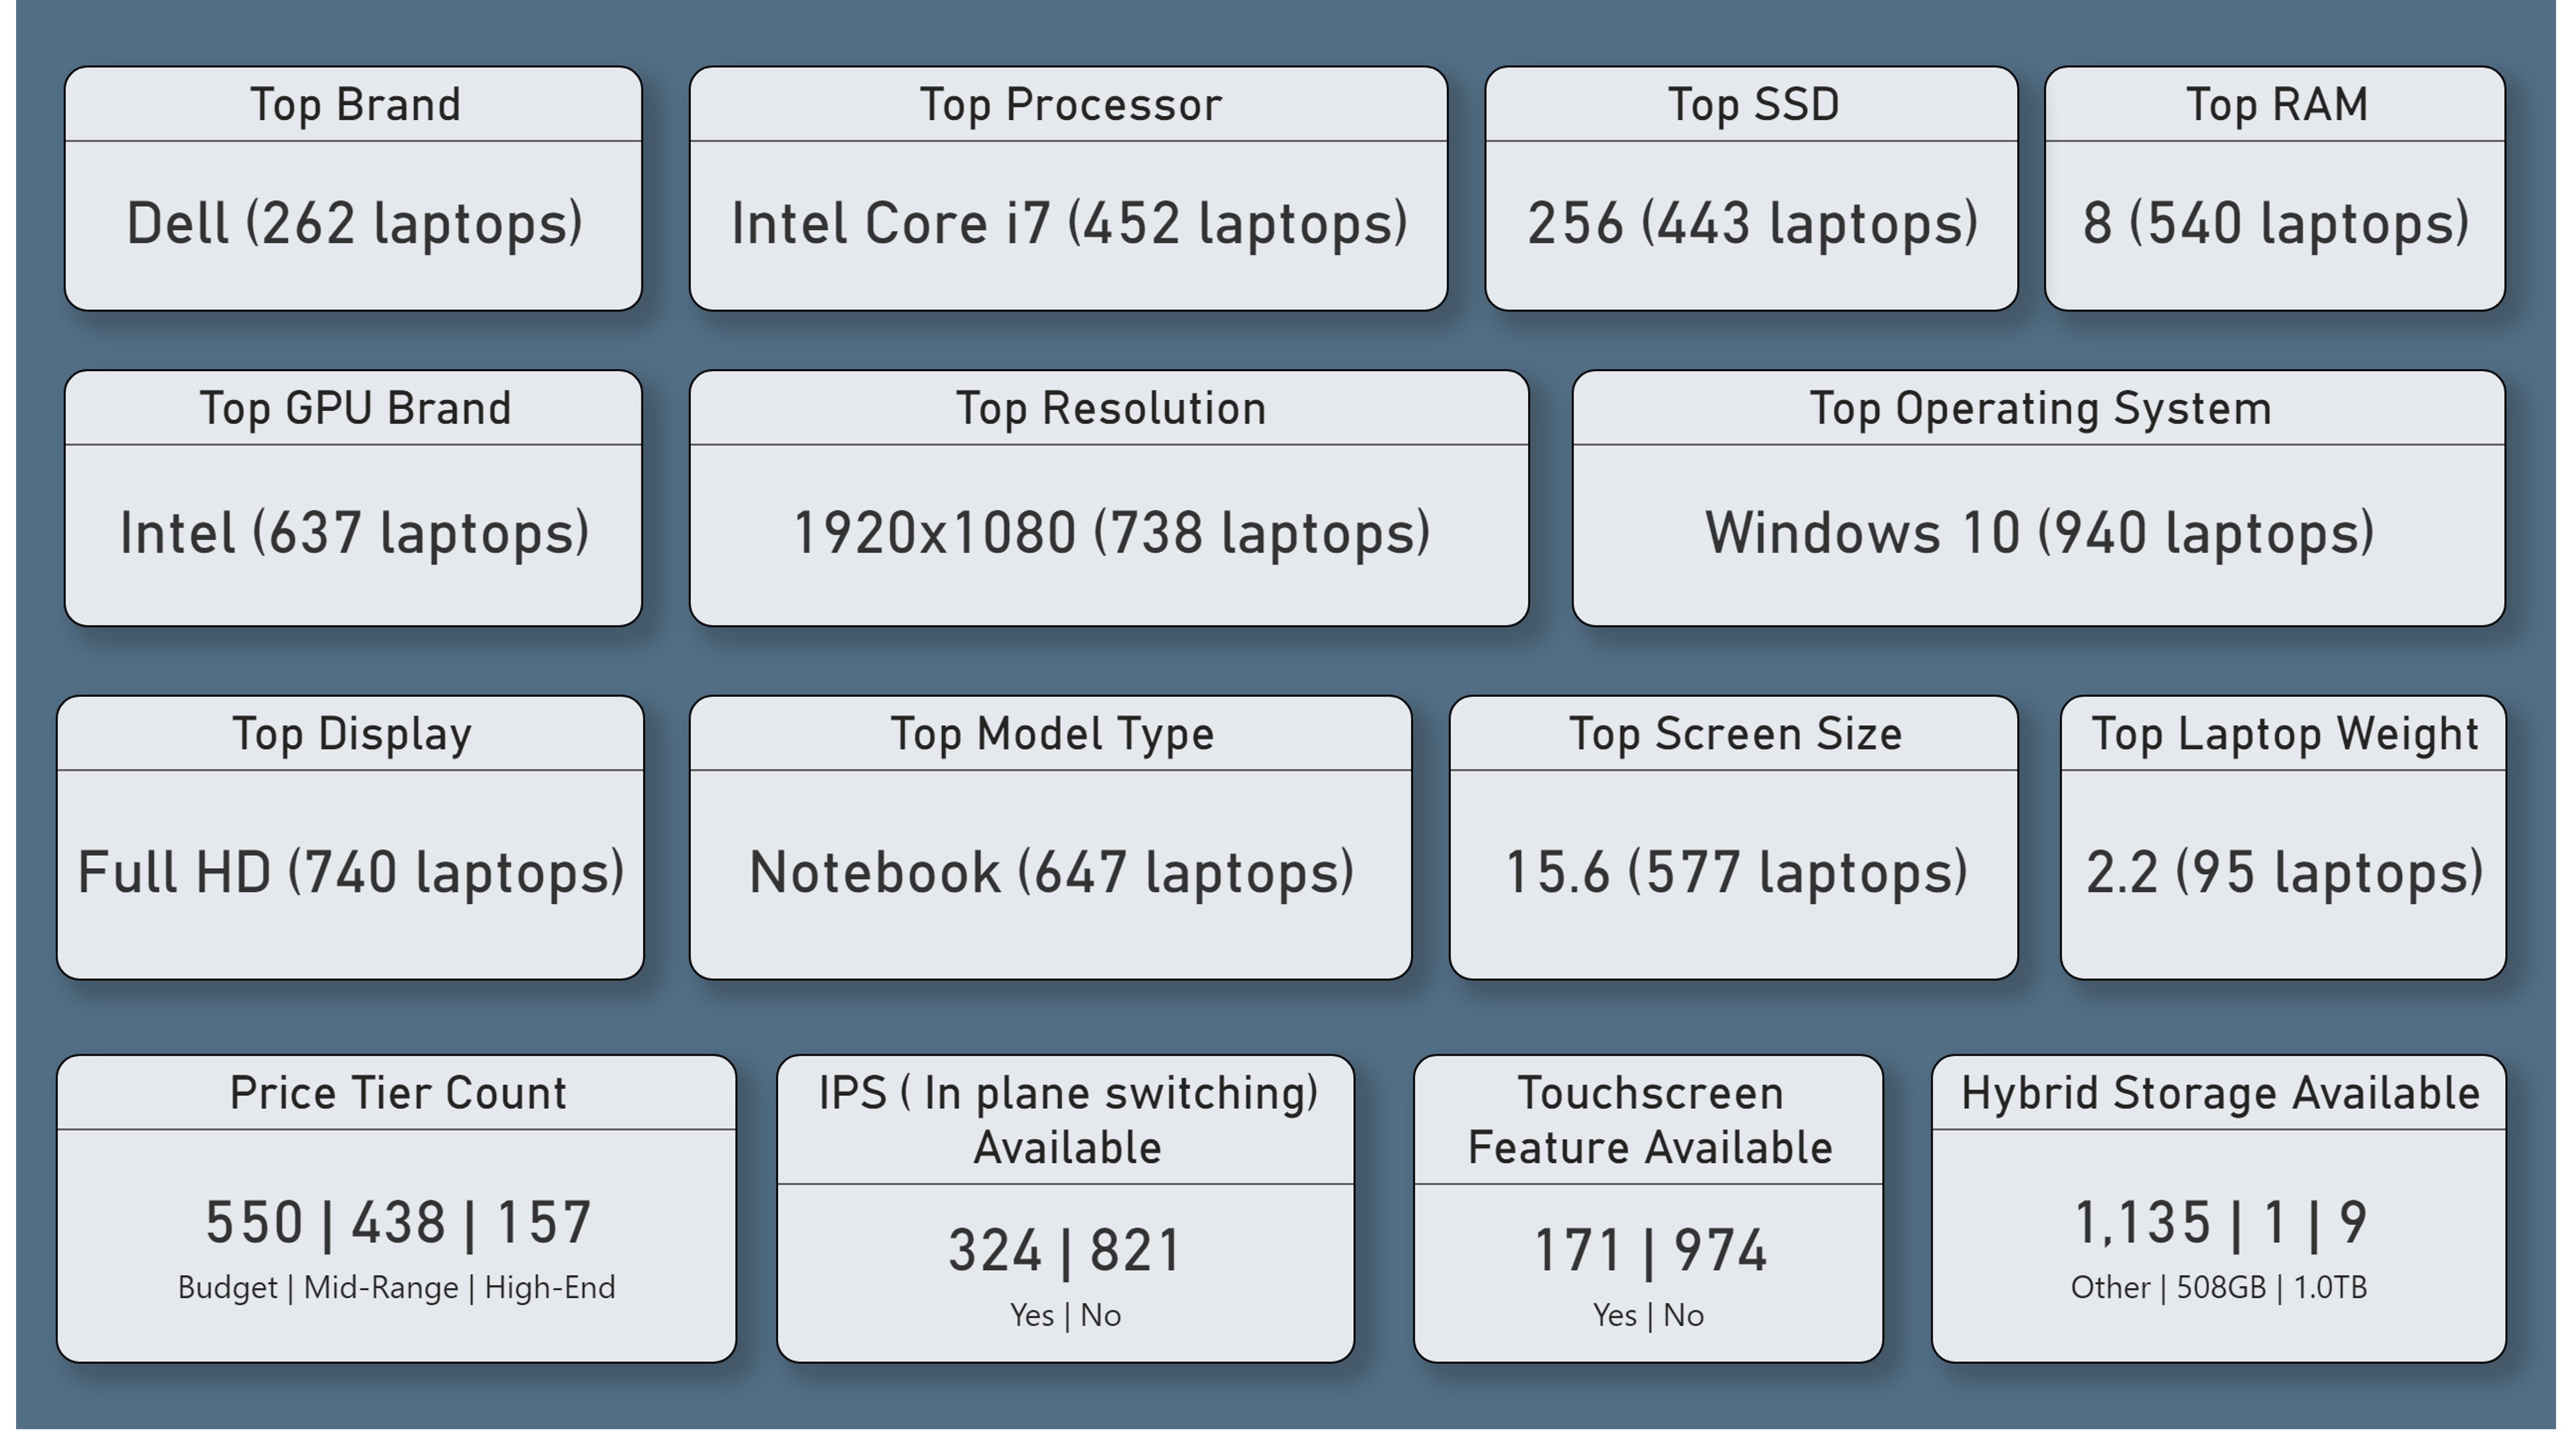 Top Brand
Dell (262 laptops)
Top Processor
Intel Core i7 (452 laptops)
Top SSD
256 (443 laptops)
Top RAM
8 (540 laptops)
Top GPU Brand
Intel (637 laptops)
Top Resolution
1920x1080 (738 laptops)
Top Operating System
Windows 10 (940 laptops)
Top Display
Full HD (740 laptops)
Top Model Type
Notebook (647 laptops)
Top Screen Size
15.6 (577 laptops)
Top Laptop Weight
2.2 (95 laptops)
Price Tier Count
550 | 438 | 157
Budget | Mid-Range | High-End
IPS ( In plane switching)
Available
324 | 821
Yes | No
Touchscreen
Feature Available
171 | 974
Yes | No
Hybrid Storage Available
1,135 | 1 | 9
Other | 508GB | 1.0TB